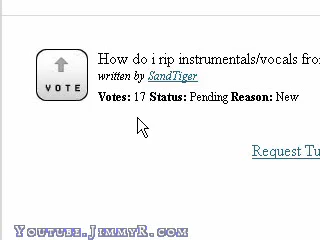 How do i rip instrumentals/vocals fro
VOTE
written by SandTiger
Votes: 17 Status: Pending Reason: New
Request Tu
Youtube.JimmyR.com